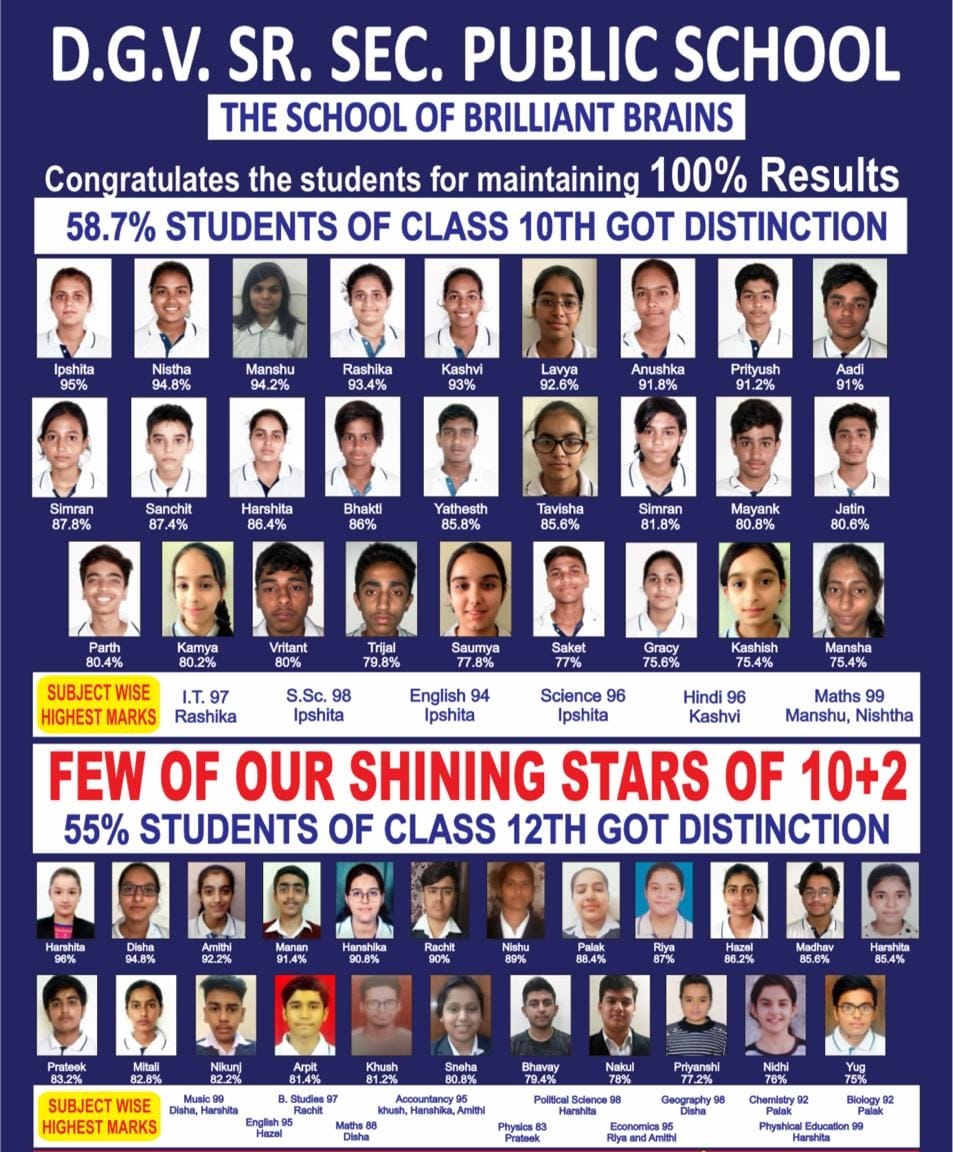 D.G.V. SR. SEC. PUBLIC SCHOOL
THE SCHOOL OF BRILLIANT BRAINS
Congratulates the students for maintaining 100% Results
58.7% STUDENTS OF CLASS 10TH GOT DISTINCTION
Ipshita Nistha Manshu Rashika Kashvi Lavya Anushka Prityush Aadi
95% 94.8% 94.2% 93.4% 93% 92.6% 91.8% 91.2% 91%
Simran Sanchit Harshita Bhakti Yathesth Tavisha Simran Mayank Jatin
87.8% 87.4% 86.4% 86% 85.8% 85.6% 81.8% 80.8% 80.6%
Parth Kamya Vritant Trijal Saumya Saket Gracy Kashish Mansha
80.4% 80.2% 80% 79.8% 77.8% 77% 75.6% 75.4% 75.4%
SUBJECT WISE I.T. 97 S.Sc. 98 English 94 Science 96 Hindi 96 Maths 99
HIGHEST MARKS Rashika Ipshita Ipshita Ipshita Kashvi Manshu, Nishtha
FEW OF OUR SHINING STARS OF 10+2
55% STUDENTS OF CLASS 12TH GOT DISTINCTION
Harshita Disha Amithi Manan Hanshika Rachit Nishu Palak Riya Hazel Madhav Harshita
96% 94.8% 92.2% 91.4% 90.8% 90% 89% 88.4% 87% 86.2% 85.6% 85.4%
Prateek Mitali Nikunj Arpit Khush Sneha Bhavay Nakul Priyanshi Nidhi Yug
83.2% 82.8% 82.2% 81.4% 81.2% 80.8% 79.4% 78% 77.2% 76% 75%
SUBJECT WISE
HIGHEST MARKS
Music 99 B. Studies 97 Accountancy 95 Political Science 98 Geography 98 Chemistry 92 Biology 92
Disha, Harshita Rachit khush, Hanshika, Amithi Harshita Disha Palak Palak
English 95 Maths 88 Physics 83 Economics 95 Physhical Education 99
Hazel Disha Prateek Riya and Amithi Harshita